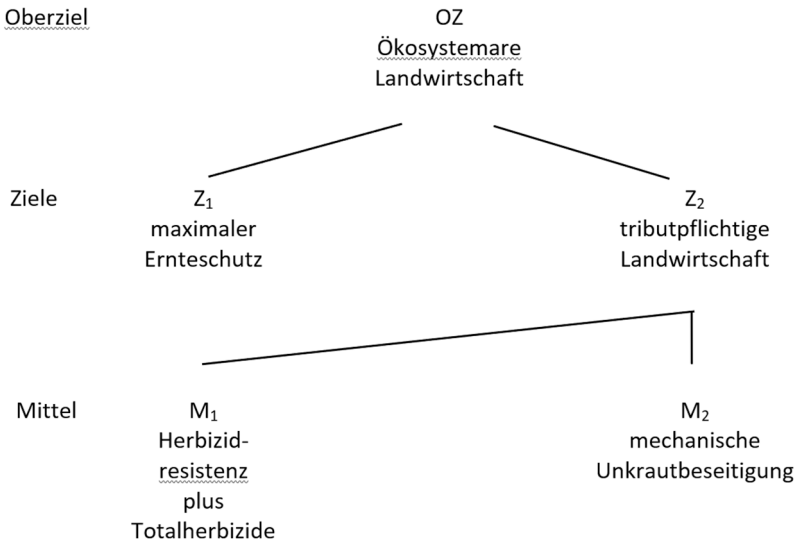 Oberziel OZ
Ökosystemare
Landwirtschaft
Ziele Z₁ Z₂
maximaler tributpflichtige
Ernteschutz Landwirtschaft
Mittel M₁ M₂
Herbizid- mechanische
resistenz Unkrautbeseitigung
plus
Totalherbizide